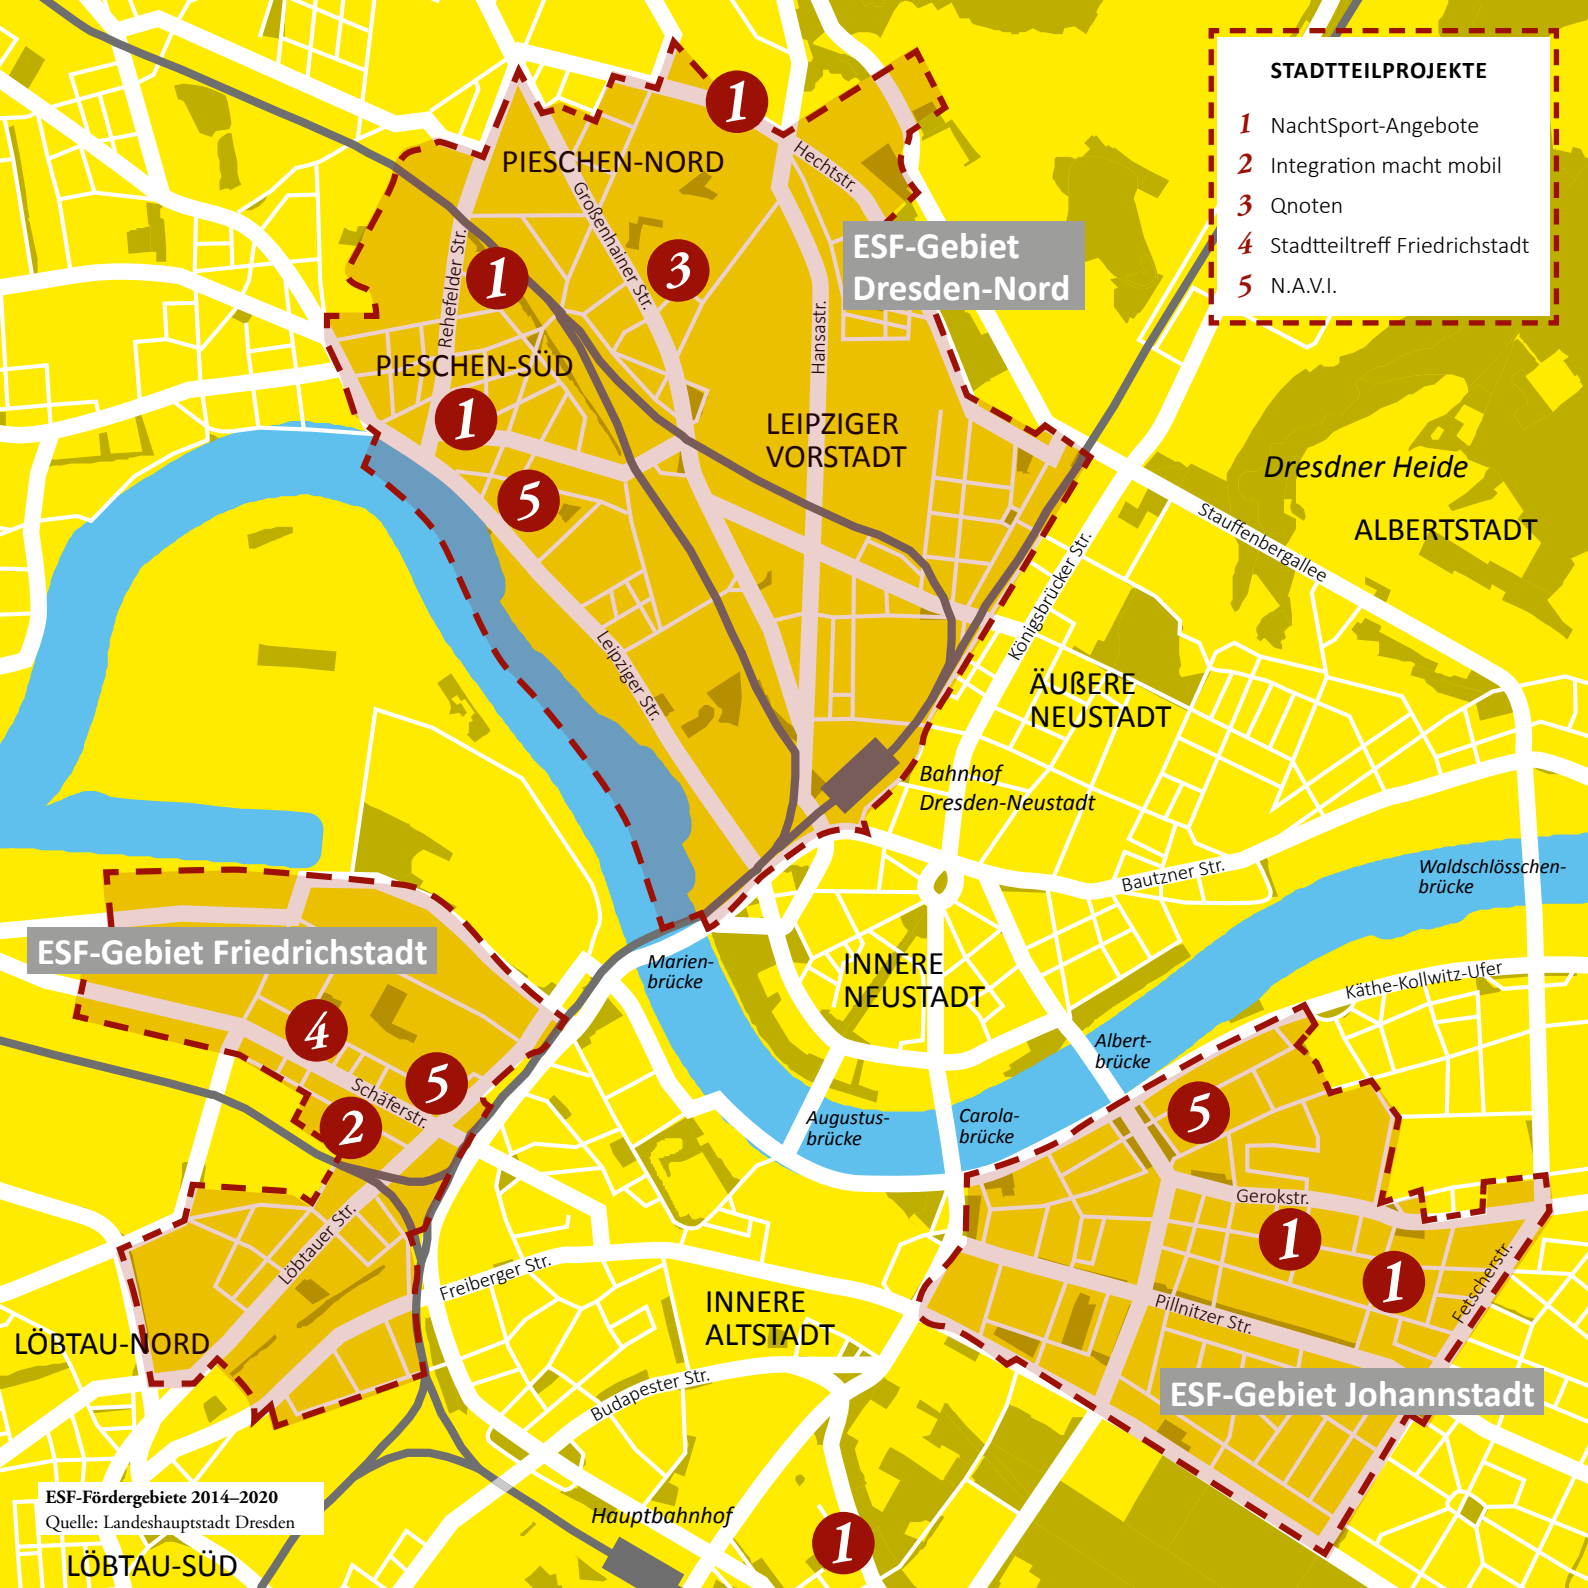 STADTTEILPROJEKTE
1 NachtSport-Angebote
2 Integration macht mobil
3 Qnoten
4 Stadtteiltreff Friedrichstadt
5 N.A.V.I.
1
PIESCHEN-NORD
Hechtstr.
Großenhainer Str.
ESF-Gebiet
Dresden-Nord
Rehefelder Str.
1
3
Hansastr.
PIESCHEN-SÜD
1
LEIPZIGER
VORSTADT
5
Dresdner Heide
ALBERTSTADT
Stauffenbergallee
Königsbrücker Str.
Leipziger Str.
ÄUßERE
NEUSTADT
Bahnhof
Dresden-Neustadt
Bautzner Str.
Waldschlösschen-
brücke
ESF-Gebiet Friedrichstadt
Marien-
brücke
INNERE
NEUSTADT
Käthe-Kollwitz-Ufer
4
Albert-
brücke
5
Schäferstr.
2
Augustus-
brücke
Carola-
brücke
5
Gerokstr.
1
1
Löbtauer Str.
Freiberger Str.
Fetscherstr.
INNERE
ALTSTADT
Pillnitzer Str.
LÖBTAU-NORD
Budapester Str.
ESF-Gebiet Johannstadt
ESF-Fördergebiete 2014–2020
Quelle: Landeshauptstadt Dresden
Hauptbahnhof
1
LÖBTAU-SÜD